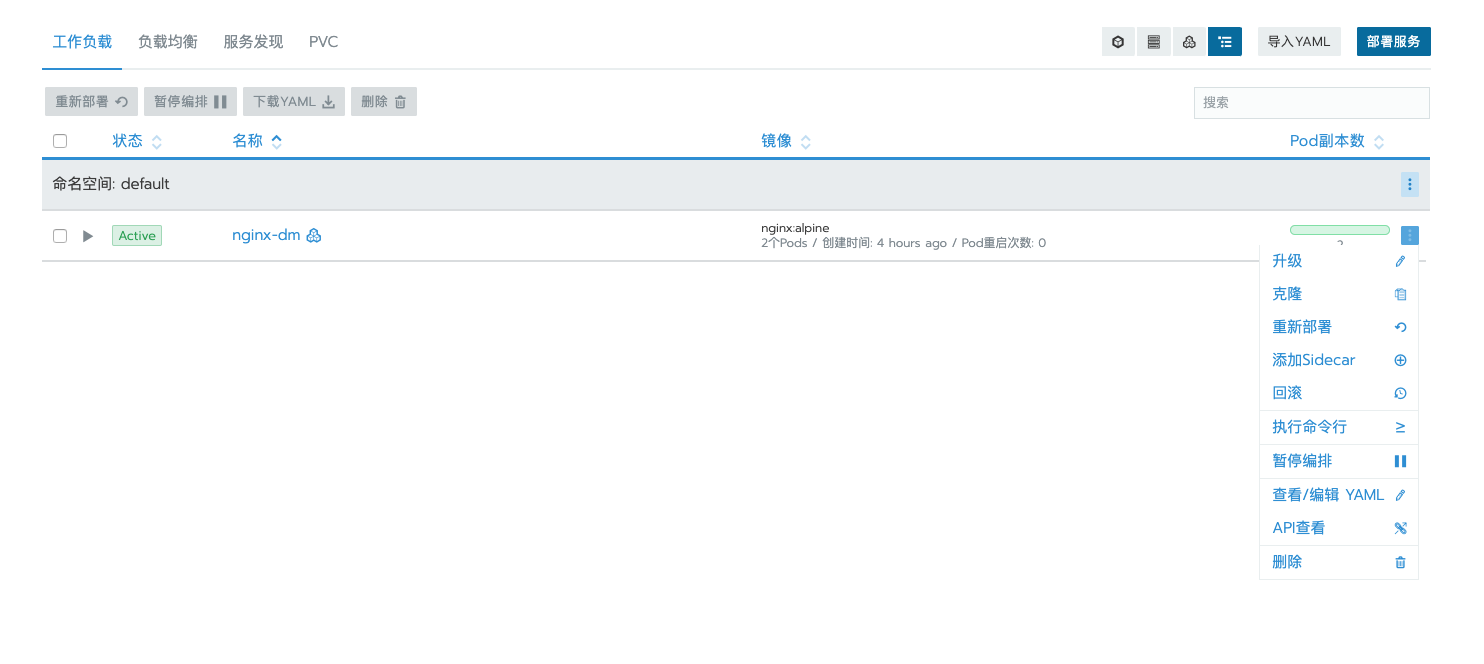 工作负载 负载均衡 服务发现 PVC 导入YAML 部署服务
重新部署 暂停编排 下载YAML 删除 搜索
状态 名称 镜像 Pod副本数
命名空间: default
Active nginx-dm nginx:alpine
2个Pods / 创建时间: 4 hours ago / Pod重启次数: 0
升级
克隆
重新部署
添加Sidecar
回滚
执行命令行
暂停编排
查看/编辑 YAML
API查看
删除